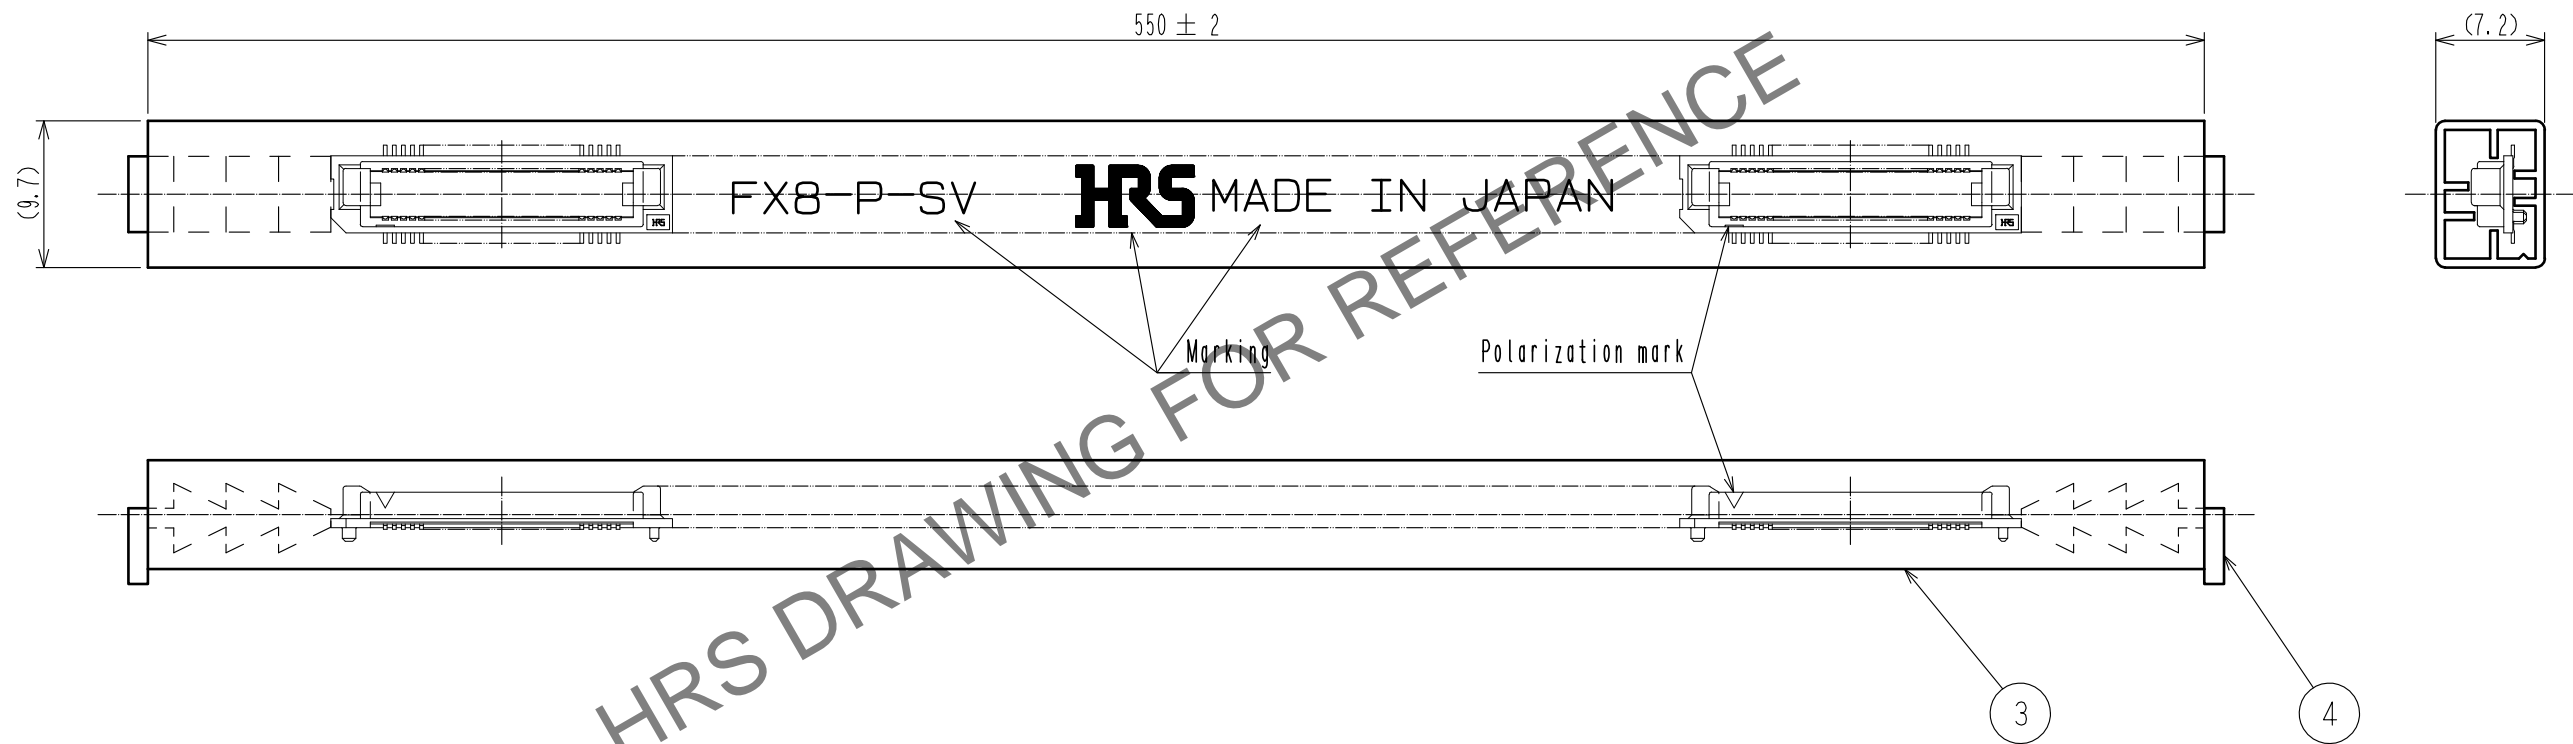 550 ± 2
(7.2)
(9.7)
FX8-P-SV HRS MADE IN JAPAN
HRS
HRS
Marking
Polarization mark
HRS DRAWING FOR REFERENCE
3
4